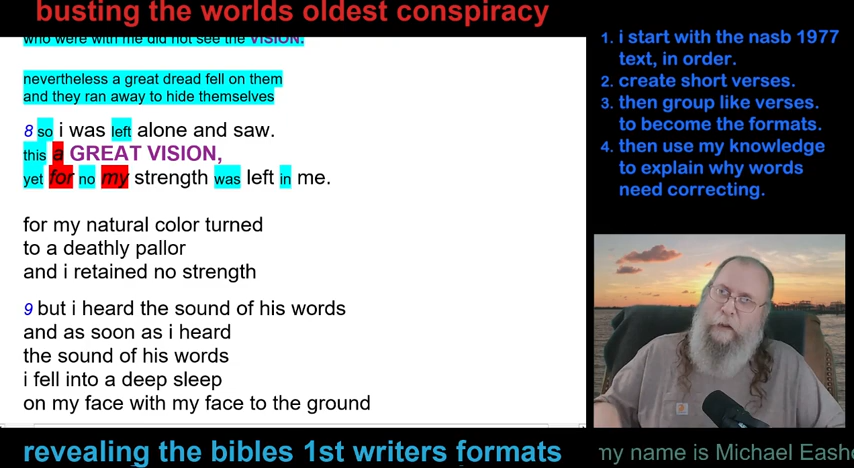 busting the worlds oldest conspiracy
who were with me did not see the VISION.
nevertheless a great dread fell on them
and they ran away to hide themselves
8 so i was left alone and saw.
this a GREAT VISION,
yet for no my strength was left in me.
for my natural color turned
to a deathly pallor
and i retained no strength
9 but i heard the sound of his words
and as soon as i heard
the sound of his words
i fell into a deep sleep
on my face with my face to the ground
1. i start with the nasb 1977
text, in order.
2. create short verses.
3. then group like verses.
to become the formats.
4. then use my knowledge
to explain why words
need correcting.
revealing the bibles 1st writers formats
my name is Michael Easho